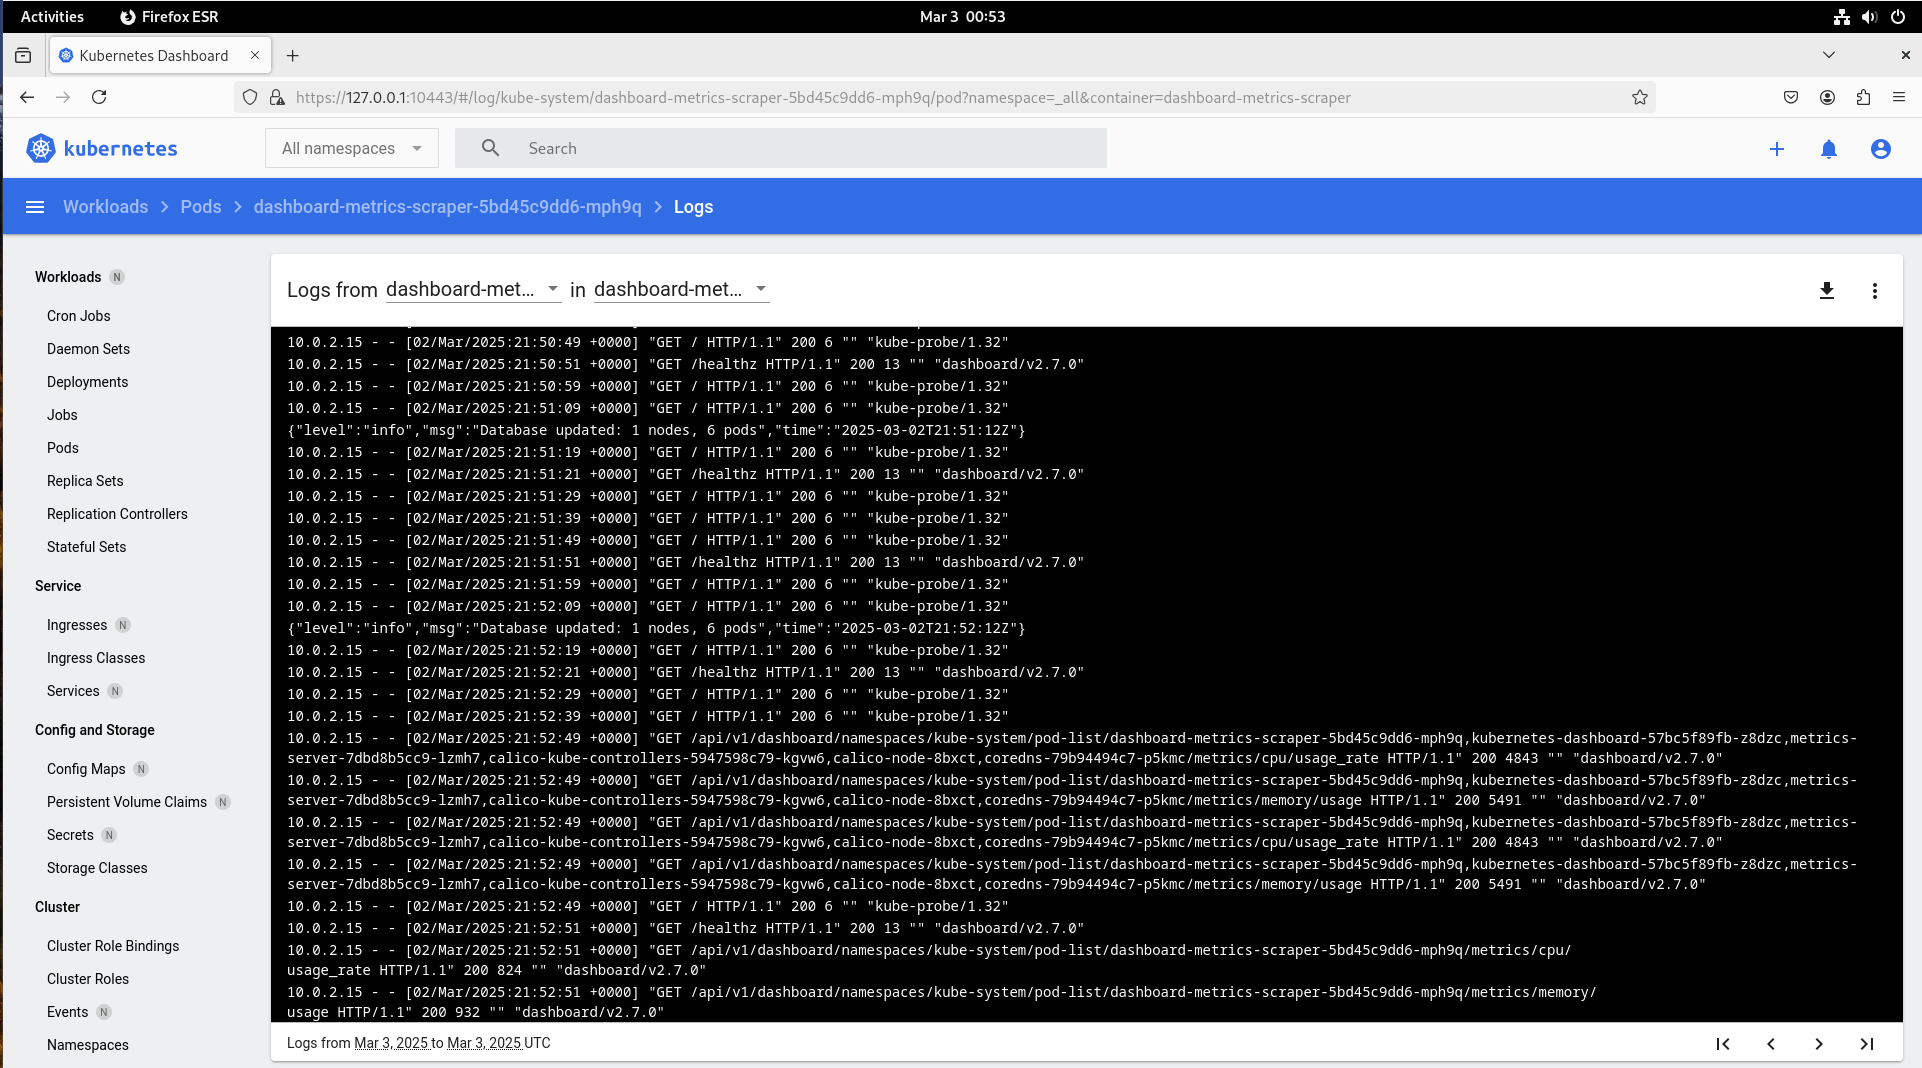 Activities
Firefox ESR
Mar 3 00:53
Kubernetes Dashboard
https://127.0.0.1:10443/#/log/kube-system/dashboard-metrics-scraper-5bd45c9dd6-mph9q/pod?namespace=_all&container=dashboard-metrics-scraper
kubernetes
All namespaces
Search
Workloads > Pods > dashboard-metrics-scraper-5bd45c9dd6-mph9q > Logs
Workloads N
Cron Jobs
Daemon Sets
Deployments
Jobs
Pods
Replica Sets
Replication Controllers
Stateful Sets
Service
Ingresses N
Ingress Classes
Services N
Config and Storage
Config Maps N
Persistent Volume Claims N
Secrets N
Storage Classes
Cluster
Cluster Role Bindings
Cluster Roles
Events N
Namespaces
Logs from dashboard-met... in dashboard-met...
10.0.2.15 - - [02/Mar/2025:21:50:49 +0000] "GET / HTTP/1.1" 200 6 "" "kube-probe/1.32"
10.0.2.15 - - [02/Mar/2025:21:50:51 +0000] "GET /healthz HTTP/1.1" 200 13 "" "dashboard/v2.7.0"
10.0.2.15 - - [02/Mar/2025:21:50:59 +0000] "GET / HTTP/1.1" 200 6 "" "kube-probe/1.32"
10.0.2.15 - - [02/Mar/2025:21:51:09 +0000] "GET / HTTP/1.1" 200 6 "" "kube-probe/1.32"
{"level":"info","msg":"Database updated: 1 nodes, 6 pods","time":"2025-03-02T21:51:12Z"}
10.0.2.15 - - [02/Mar/2025:21:51:19 +0000] "GET / HTTP/1.1" 200 6 "" "kube-probe/1.32"
10.0.2.15 - - [02/Mar/2025:21:51:21 +0000] "GET /healthz HTTP/1.1" 200 13 "" "dashboard/v2.7.0"
10.0.2.15 - - [02/Mar/2025:21:51:29 +0000] "GET / HTTP/1.1" 200 6 "" "kube-probe/1.32"
10.0.2.15 - - [02/Mar/2025:21:51:39 +0000] "GET / HTTP/1.1" 200 6 "" "kube-probe/1.32"
10.0.2.15 - - [02/Mar/2025:21:51:49 +0000] "GET / HTTP/1.1" 200 6 "" "kube-probe/1.32"
10.0.2.15 - - [02/Mar/2025:21:51:51 +0000] "GET /healthz HTTP/1.1" 200 13 "" "dashboard/v2.7.0"
10.0.2.15 - - [02/Mar/2025:21:51:59 +0000] "GET / HTTP/1.1" 200 6 "" "kube-probe/1.32"
10.0.2.15 - - [02/Mar/2025:21:52:09 +0000] "GET / HTTP/1.1" 200 6 "" "kube-probe/1.32"
{"level":"info","msg":"Database updated: 1 nodes, 6 pods","time":"2025-03-02T21:52:12Z"}
10.0.2.15 - - [02/Mar/2025:21:52:19 +0000] "GET / HTTP/1.1" 200 6 "" "kube-probe/1.32"
10.0.2.15 - - [02/Mar/2025:21:52:21 +0000] "GET /healthz HTTP/1.1" 200 13 "" "dashboard/v2.7.0"
10.0.2.15 - - [02/Mar/2025:21:52:29 +0000] "GET / HTTP/1.1" 200 6 "" "kube-probe/1.32"
10.0.2.15 - - [02/Mar/2025:21:52:39 +0000] "GET / HTTP/1.1" 200 6 "" "kube-probe/1.32"
10.0.2.15 - - [02/Mar/2025:21:52:49 +0000] "GET /api/v1/dashboard/namespaces/kube-system/pod-list/dashboard-metrics-scraper-5bd45c9dd6-mph9q,kubernetes-dashboard-57bc5f89fb-z8dzc,metrics-
server-7dbd8b5cc9-lzmh7,calico-kube-controllers-5947598c79-kgvw6,calico-node-8bxct,coredns-79b94494c7-p5kmc/metrics/cpu/usage_rate HTTP/1.1" 200 4843 "" "dashboard/v2.7.0"
10.0.2.15 - - [02/Mar/2025:21:52:49 +0000] "GET /api/v1/dashboard/namespaces/kube-system/pod-list/dashboard-metrics-scraper-5bd45c9dd6-mph9q,kubernetes-dashboard-57bc5f89fb-z8dzc,metrics-
server-7dbd8b5cc9-lzmh7,calico-kube-controllers-5947598c79-kgvw6,calico-node-8bxct,coredns-79b94494c7-p5kmc/metrics/memory/usage HTTP/1.1" 200 5491 "" "dashboard/v2.7.0"
10.0.2.15 - - [02/Mar/2025:21:52:49 +0000] "GET /api/v1/dashboard/namespaces/kube-system/pod-list/dashboard-metrics-scraper-5bd45c9dd6-mph9q,kubernetes-dashboard-57bc5f89fb-z8dzc,metrics-
server-7dbd8b5cc9-lzmh7,calico-kube-controllers-5947598c79-kgvw6,calico-node-8bxct,coredns-79b94494c7-p5kmc/metrics/cpu/usage_rate HTTP/1.1" 200 4843 "" "dashboard/v2.7.0"
10.0.2.15 - - [02/Mar/2025:21:52:49 +0000] "GET /api/v1/dashboard/namespaces/kube-system/pod-list/dashboard-metrics-scraper-5bd45c9dd6-mph9q,kubernetes-dashboard-57bc5f89fb-z8dzc,metrics-
server-7dbd8b5cc9-lzmh7,calico-kube-controllers-5947598c79-kgvw6,calico-node-8bxct,coredns-79b94494c7-p5kmc/metrics/memory/usage HTTP/1.1" 200 5491 "" "dashboard/v2.7.0"
10.0.2.15 - - [02/Mar/2025:21:52:49 +0000] "GET / HTTP/1.1" 200 6 "" "kube-probe/1.32"
10.0.2.15 - - [02/Mar/2025:21:52:51 +0000] "GET /healthz HTTP/1.1" 200 13 "" "dashboard/v2.7.0"
10.0.2.15 - - [02/Mar/2025:21:52:51 +0000] "GET /api/v1/dashboard/namespaces/kube-system/pod-list/dashboard-metrics-scraper-5bd45c9dd6-mph9q/metrics/cpu/
usage_rate HTTP/1.1" 200 824 "" "dashboard/v2.7.0"
10.0.2.15 - - [02/Mar/2025:21:52:51 +0000] "GET /api/v1/dashboard/namespaces/kube-system/pod-list/dashboard-metrics-scraper-5bd45c9dd6-mph9q/metrics/memory/
usage HTTP/1.1" 200 932 "" "dashboard/v2.7.0"
Logs from Mar 3, 2025 to Mar 3, 2025 UTC